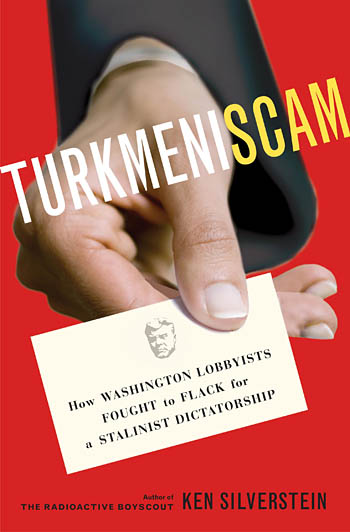 TURKMENISCAM
How WASHINGTON LOBBYISTS
FOUGHT to FLACK for
a STALINIST DICTATORSHIP
Author of
THE RADIOACTIVE BOYSCOUT
KEN SILVERSTEIN